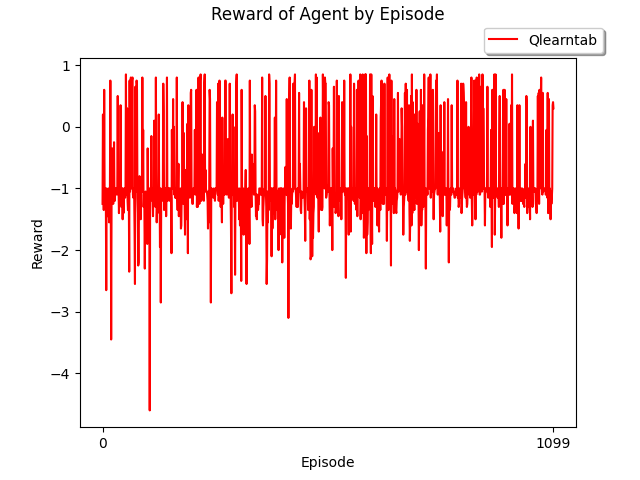 Reward of Agent by Episode
Qlearntab
1
0
−1
−2
−3
−4
Reward
0
1099
Episode